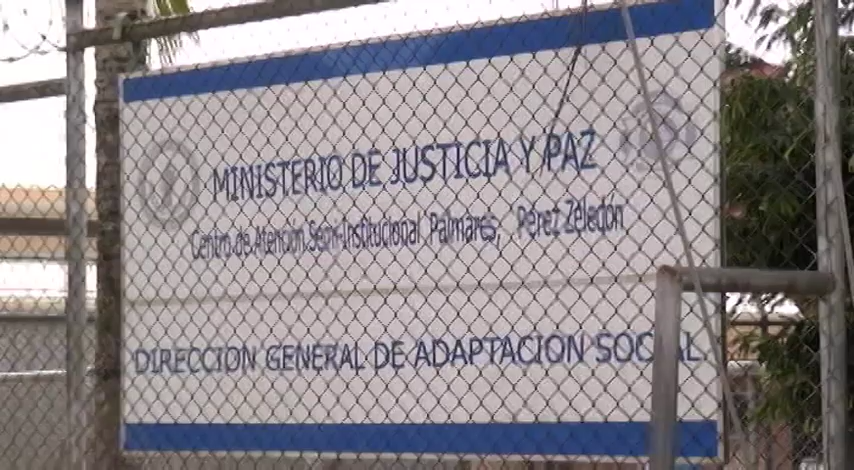 MINISTERIO DE JUSTICIA Y PAZ
Centro de Atención Semi-Institucional Palmares, Pérez Zeledón
DIRECCION GENERAL DE ADAPTACION SOCIAL